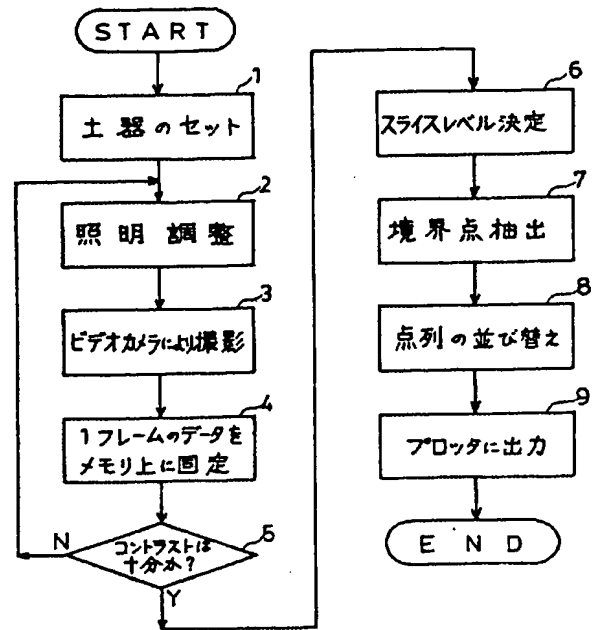 START
1
土器のセット
2
照明調整
3
ビデオカメラにより撮影
4
1フレームのデータを
メモリ上に固定
5
コントラストは
十分か?
N
Y
6
スライスレベル決定
7
境界点抽出
8
点列の並び替え
9
プロッタに出力
END